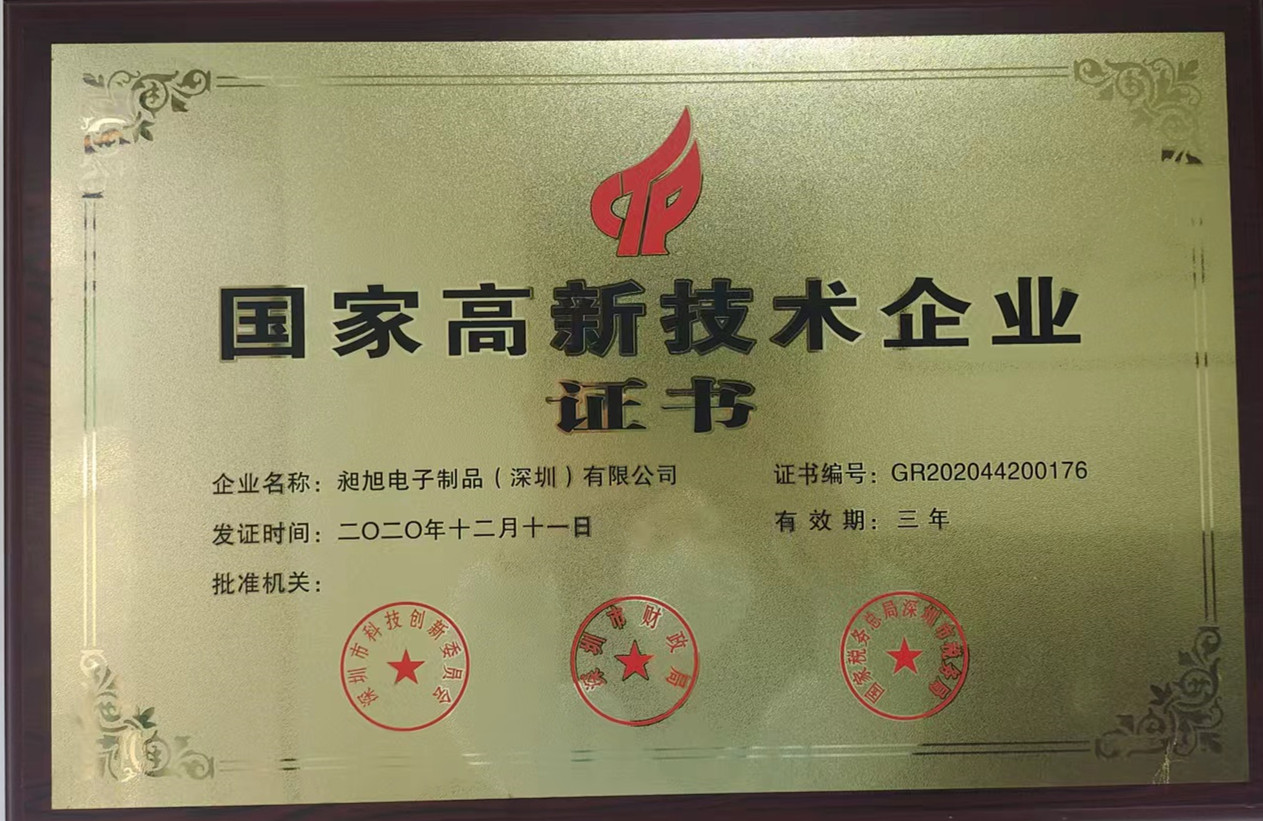 CTP
国家高新技术企业
证书
企业名称：昶旭电子制品（深圳）有限公司
证书编号：GR202044200176
发证时间：二〇二〇年十二月十一日
有效期：三年
批准机关：
深圳市科技创新委员会
深圳市财政局
国家税务总局深圳市税务局